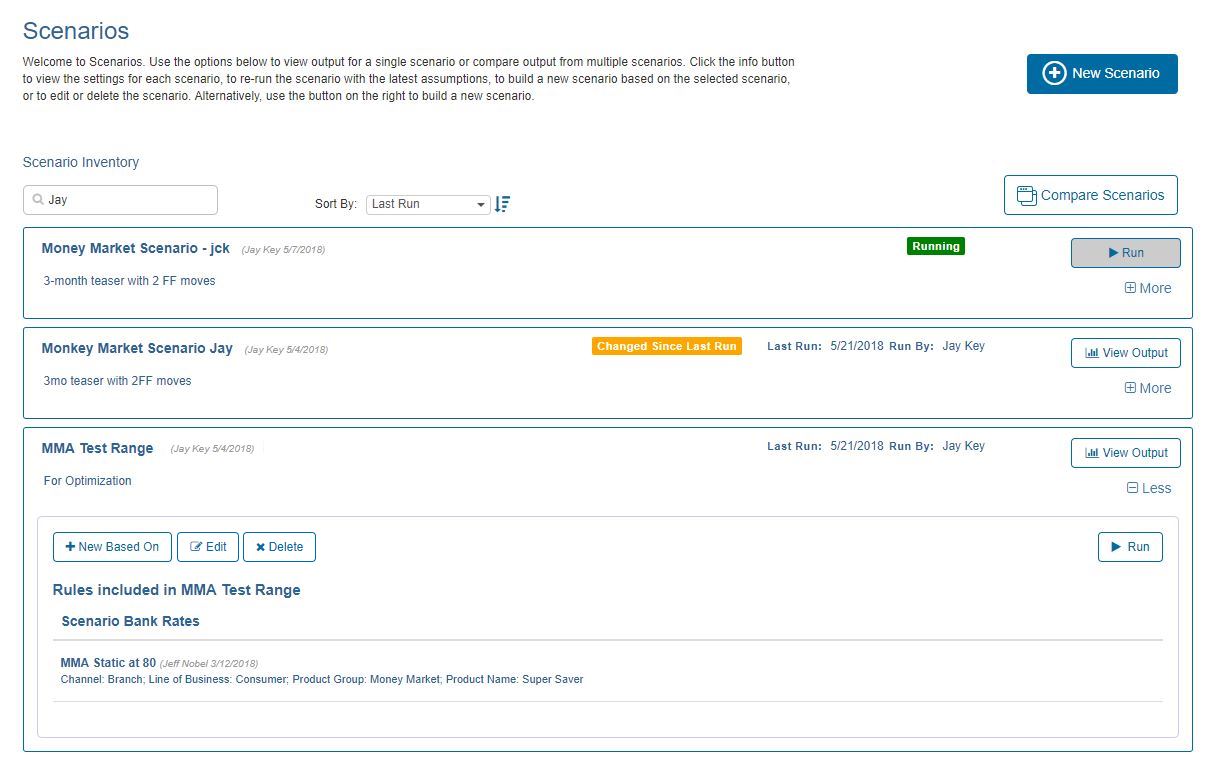 Scenarios
Welcome to Scenarios. Use the options below to view output for a single scenario or compare output from multiple scenarios. Click the info button
to view the settings for each scenario, to re-run the scenario with the latest assumptions, to build a new scenario based on the selected scenario,
or to edit or delete the scenario. Alternatively, use the button on the right to build a new scenario.
New Scenario
Scenario Inventory
Jay
Sort By: Last Run
Compare Scenarios
Money Market Scenario - jck (Jay Key 5/7/2018) Running Run
3-month teaser with 2 FF moves
More
Monkey Market Scenario Jay (Jay Key 5/4/2018) Changed Since Last Run Last Run: 5/21/2018 Run By: Jay Key View Output
3mo teaser with 2FF moves
More
MMA Test Range (Jay Key 5/4/2018) Last Run: 5/21/2018 Run By: Jay Key View Output
For Optimization
Less
New Based On Edit Delete Run
Rules included in MMA Test Range
Scenario Bank Rates
MMA Static at 80 (Jeff Nobel 3/12/2018)
Channel: Branch; Line of Business: Consumer; Product Group: Money Market; Product Name: Super Saver